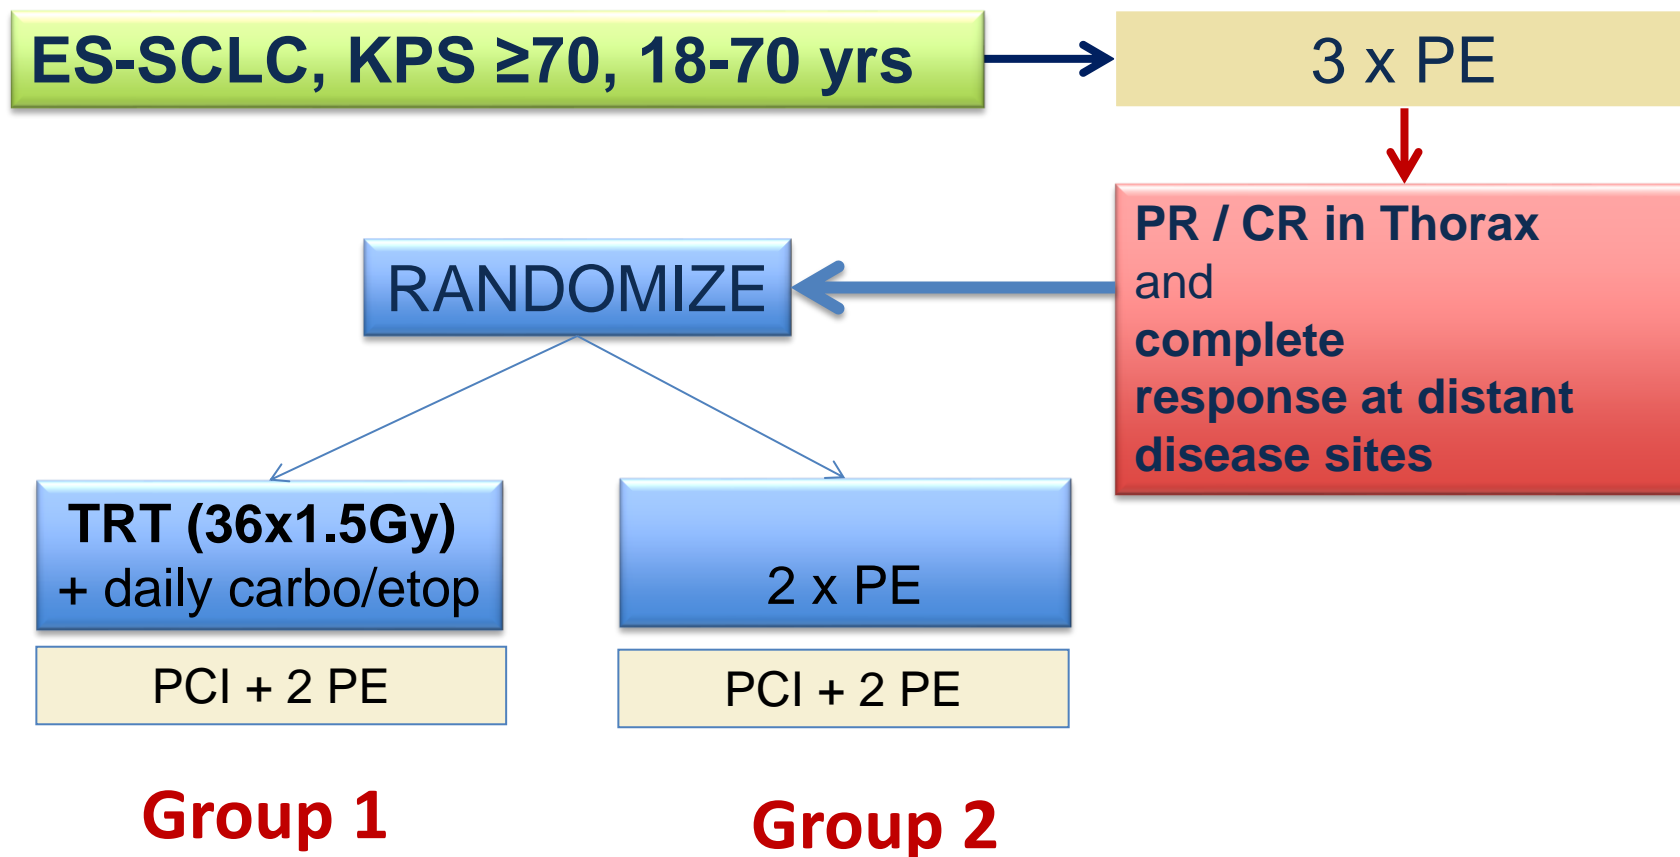 ES-SCLC, KPS ≥70, 18-70 yrs
3 x PE
PR / CR in Thorax
and
complete
response at distant
disease sites
RANDOMIZE
TRT (36x1.5Gy)
+ daily carbo/etop
2 x PE
PCI + 2 PE
PCI + 2 PE
Group 1
Group 2